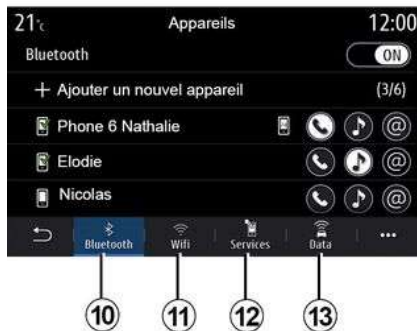 21°c Appareils 12:00
Bluetooth ON
+ Ajouter un nouvel appareil (3/6)
Phone 6 Nathalie @
Elodie @
Nicolas @
Bluetooth Wifi Services Data ...
10 11 12 13